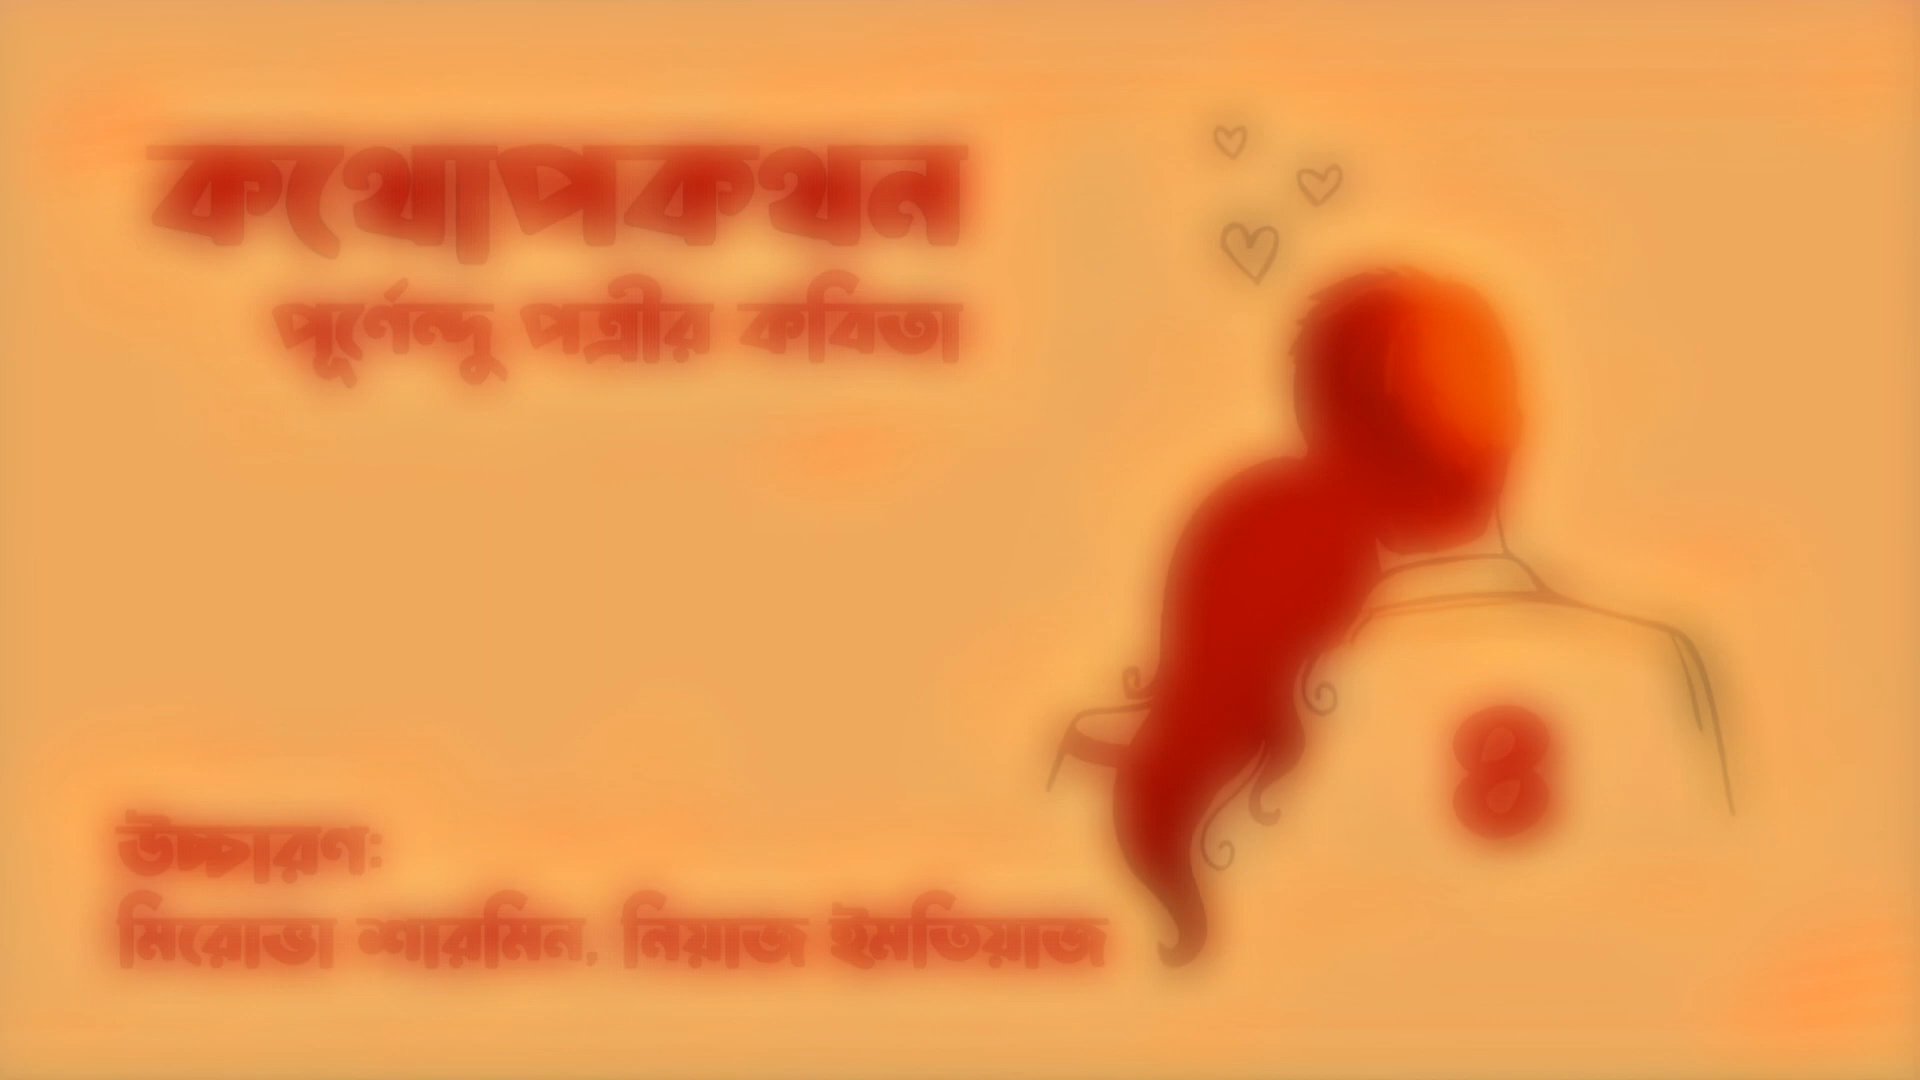 কথোপকথন
পূর্ণেন্দু পত্রীর কবিতা
৪
উচ্চারণ:
মিরোভা শারমিন, নিয়াজ ইমতিয়াজ